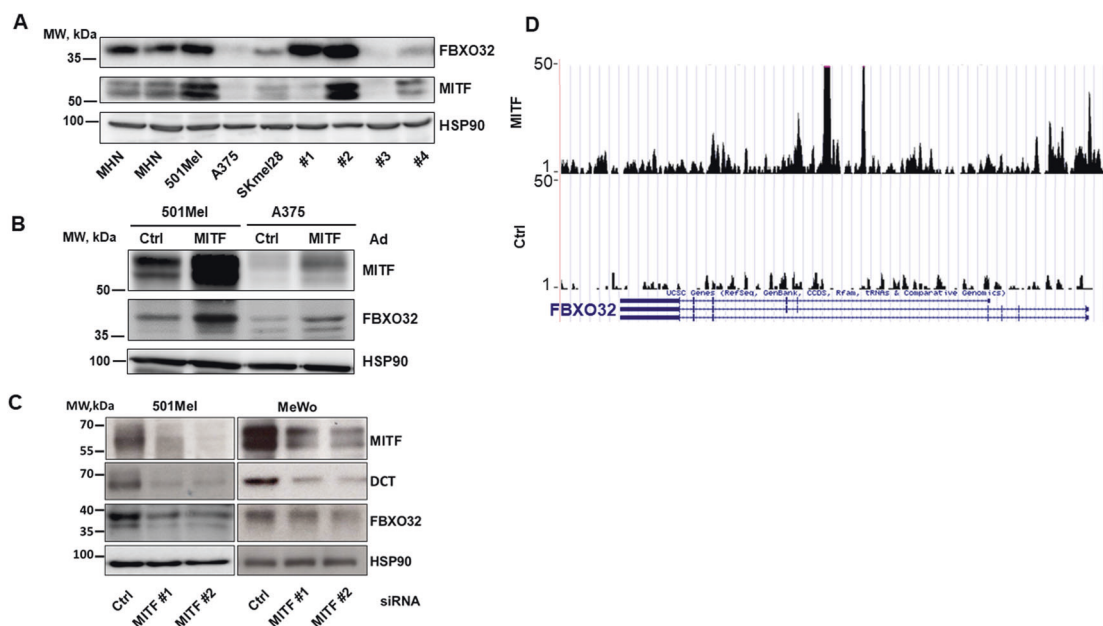 A
MW, kDa
FBXO32
35
MITF
50
100
HSP90
MHN
MHN
501Mel
A375
SKmel28
#1
#2
#3
#4
B
501Mel
A375
MW, kDa
Ctrl
MITF
Ctrl
MITF
Ad
MITF
50
FBXO32
35
100
HSP90
C
MW,kDa
501Mel
MeWo
70
MITF
55
70
DCT
40
FBXO32
35
100
HSP90
Ctrl
MITF #1
MITF #2
Ctrl
MITF #1
MITF #2
siRNA
D
50
MITF
1
50
Ctrl
1
UCSC Genes (RefSeq, GenBank, CCDS, Rfam, tRNAs & Comparative Genomics)
FBXO32